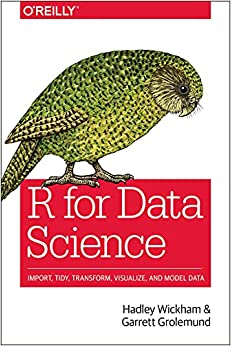 O'REILLY®
R for Data
Science
IMPORT, TIDY, TRANSFORM, VISUALIZE, AND MODEL DATA
Hadley Wickham &
Garrett Grolemund